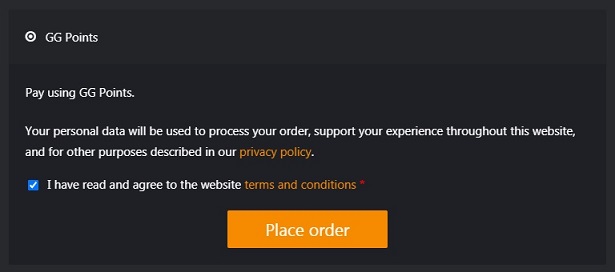 GG Points
Pay using GG Points.
Your personal data will be used to process your order, support your experience throughout this website,
and for other purposes described in our privacy policy.
I have read and agree to the website terms and conditions *
Place order